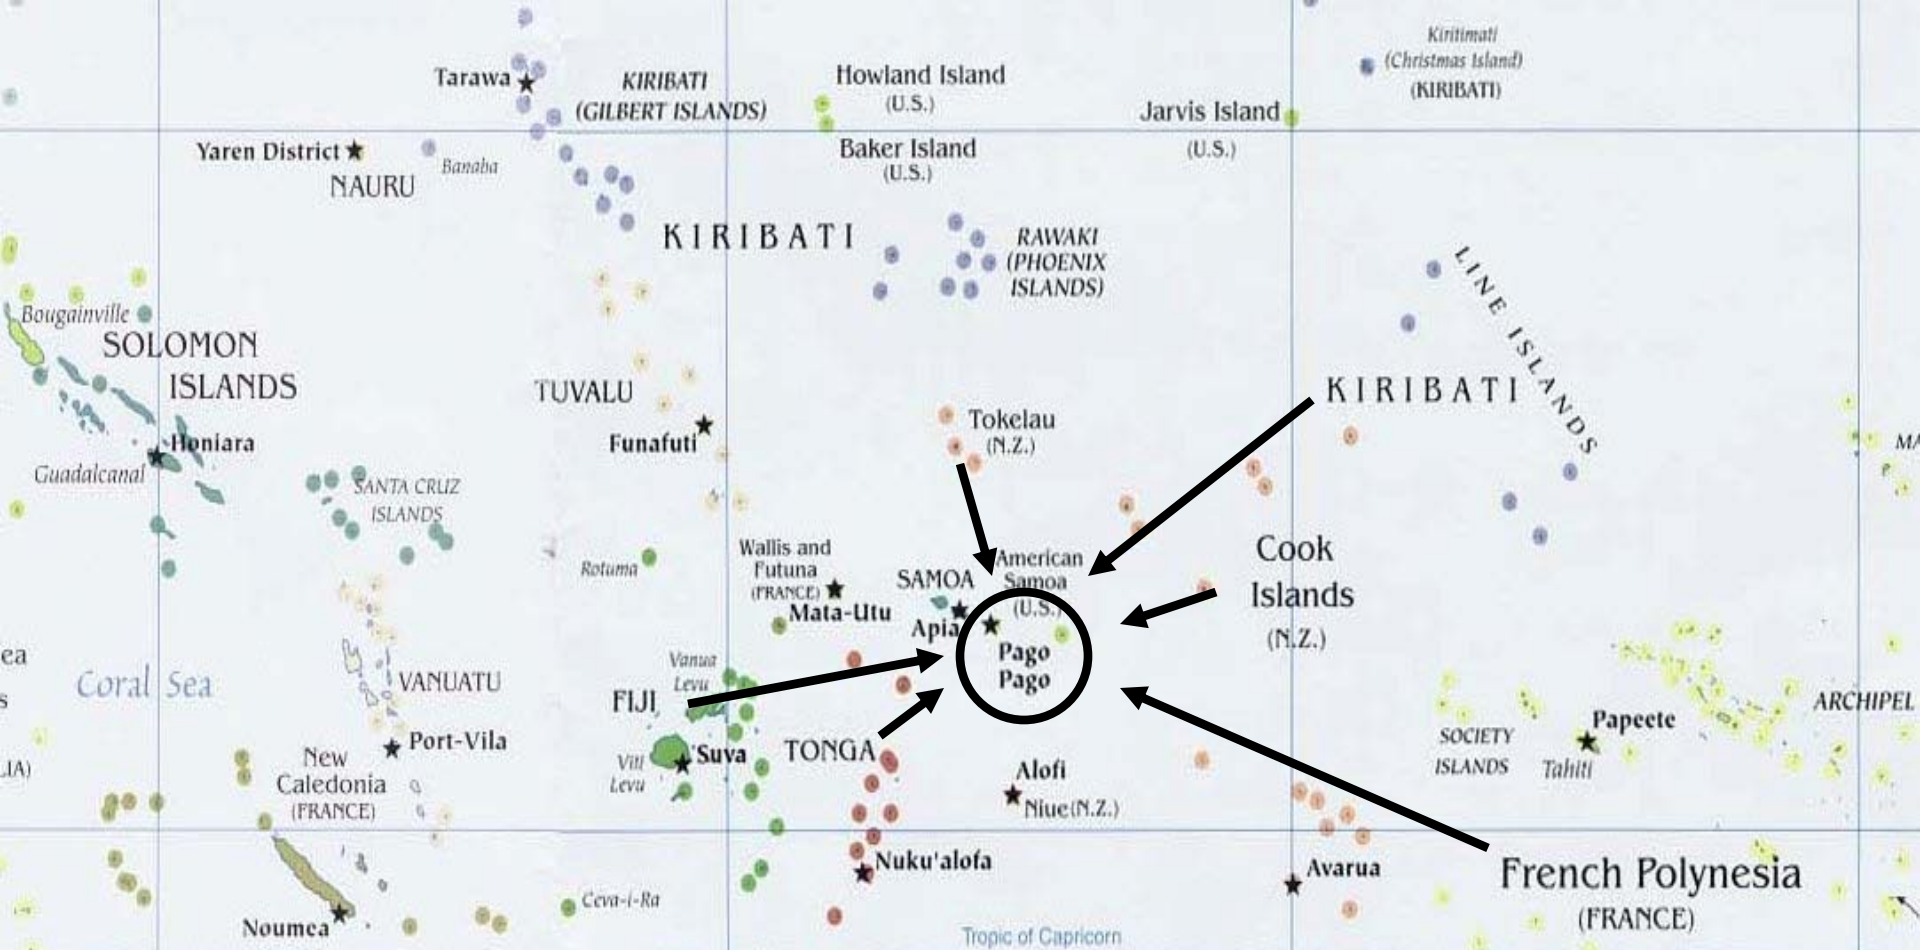 Kiritimati
(Christmas Island)
(KIRIBATI)
Tarawa
KIRIBATI
(GILBERT ISLANDS)
Howland Island
(U.S.)
Jarvis Island
(U.S.)
Baker Island
(U.S.)
Yaren District
NAURU
Banaba
KIRIBATI
RAWAKI
(PHOENIX
ISLANDS)
LINE ISLANDS
Bougainville
SOLOMON
ISLANDS
TUVALU
Funafuti
Tokelau
(N.Z.)
KIRIBATI
MA
Honiara
Guadalcanal
SANTA CRUZ
ISLANDS
Rotuma
Wallis and
Futuna
(FRANCE)
Mata-Utu
SAMOA
Apia
American
Samoa
(U.S.)
Pago
Pago
Cook
Islands
(N.Z.)
ea
s
Coral Sea
VANUATU
Port-Vila
Vanua
Levu
FIJI
Viti
Levu
Suva
TONGA
Alofi
Niue(N.Z.)
SOCIETY
ISLANDS
Papeete
Tahiti
ARCHIPEL
LIA)
New
Caledonia
(FRANCE)
Noumea
Ceva-i-Ra
Nuku'alofa
Avarua
French Polynesia
(FRANCE)
Tropic of Capricorn